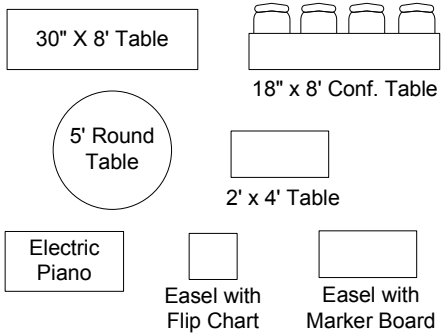 30" X 8' Table
18" x 8' Conf. Table
5' Round
Table
2' x 4' Table
Electric
Piano
Easel with
Flip Chart
Easel with
Marker Board